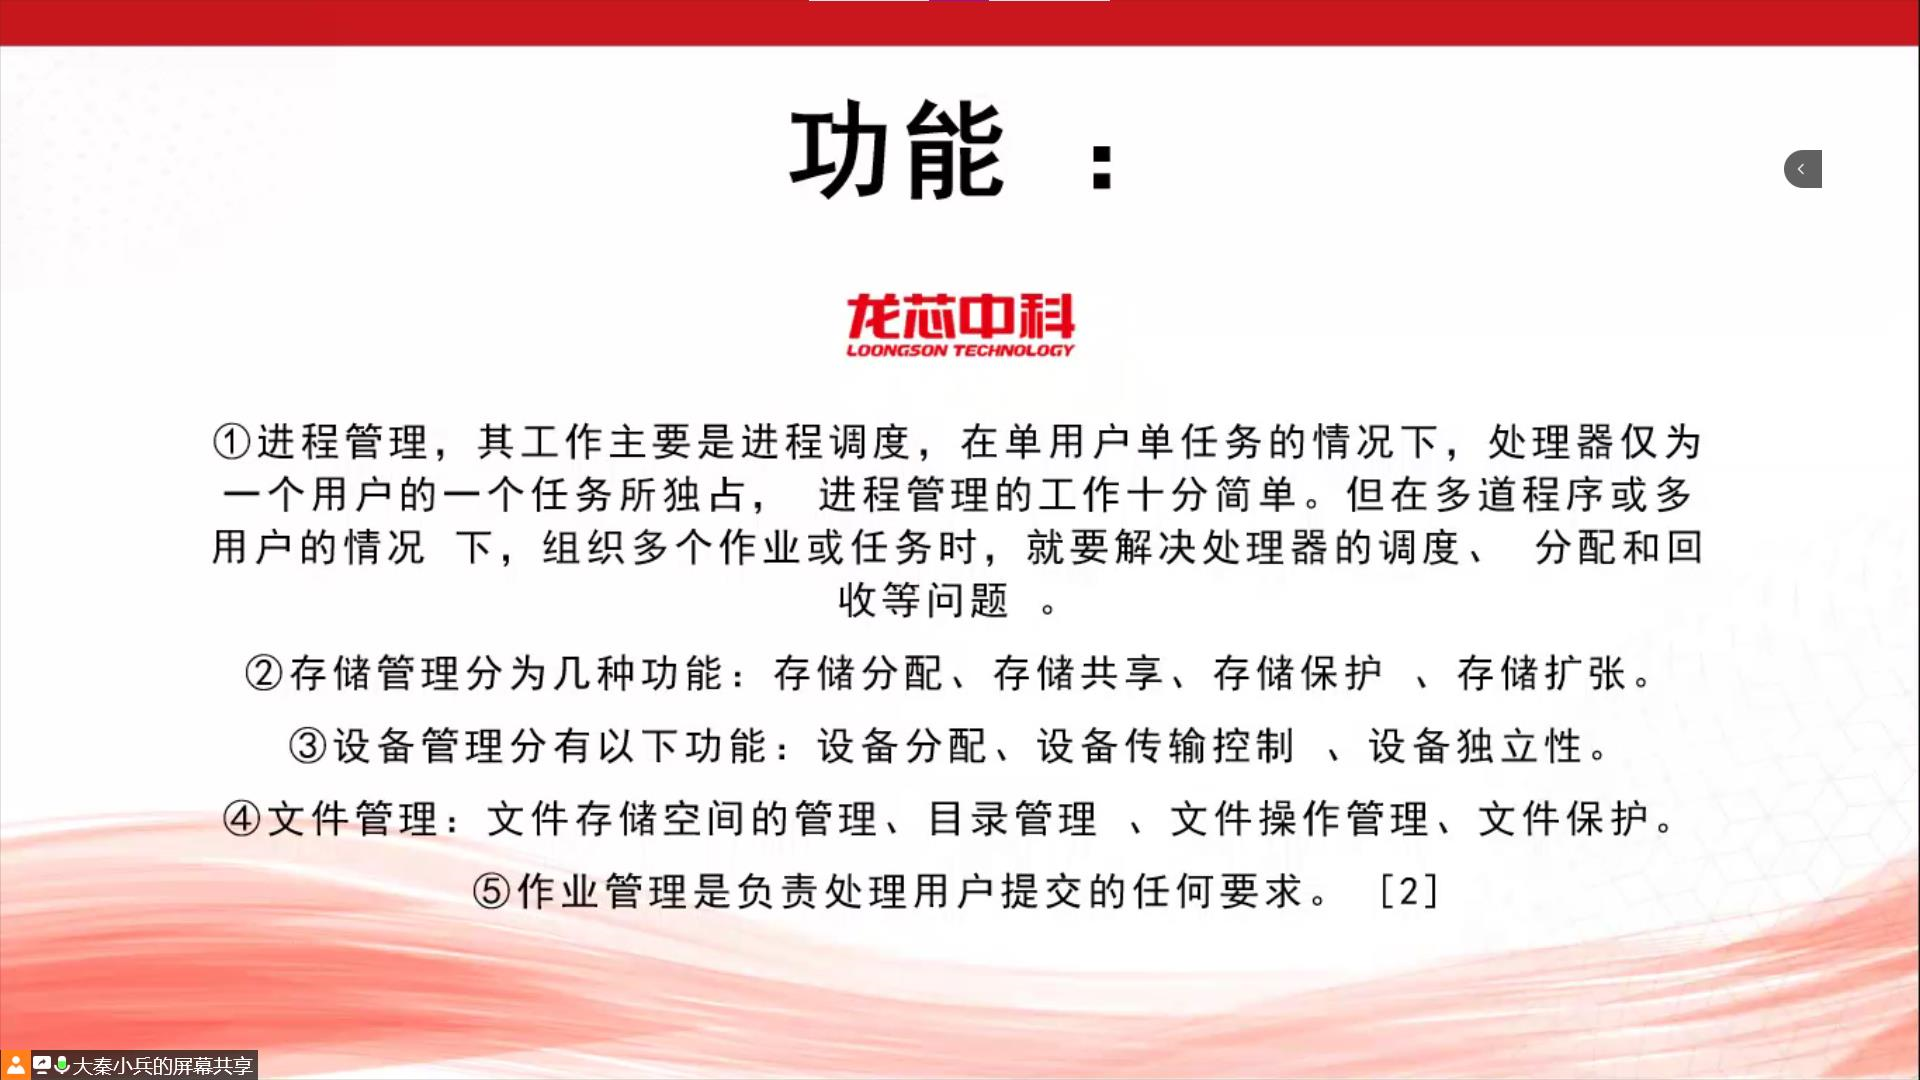 功能 ：
龙芯中科
LOONGSON TECHNOLOGY
①进程管理，其工作主要是进程调度，在单用户单任务的情况下，处理器仅为
一个用户的一个任务所独占， 进程管理的工作十分简单。但在多道程序或多
用户的情况 下，组织多个作业或任务时，就要解决处理器的调度、 分配和回
收等问题 。
②存储管理分为几种功能：存储分配、存储共享、存储保护 、存储扩张。
③设备管理分有以下功能：设备分配、设备传输控制 、设备独立性。
④文件管理：文件存储空间的管理、目录管理 、文件操作管理、文件保护。
⑤作业管理是负责处理用户提交的任何要求。 [2]
大秦小兵的屏幕共享